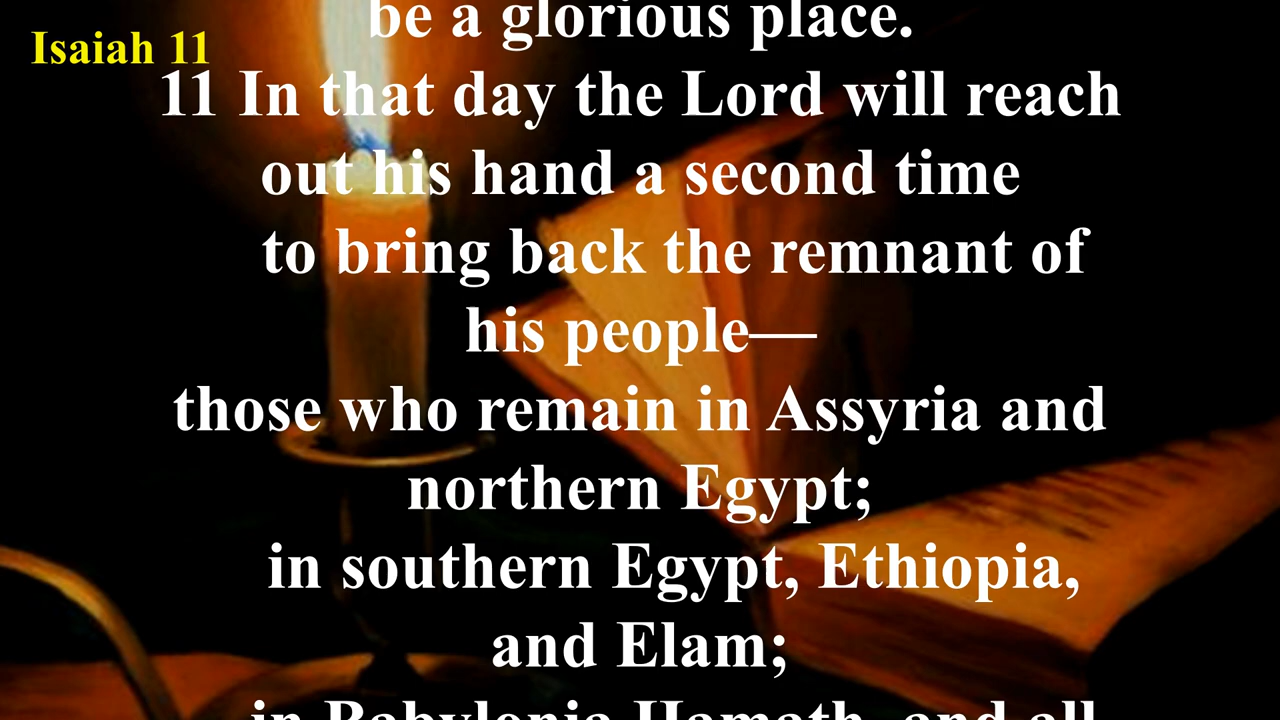 be a glorious place.
Isaiah 11
11 In that day the Lord will reach
out his hand a second time
to bring back the remnant of
his people—
those who remain in Assyria and
northern Egypt;
in southern Egypt, Ethiopia,
and Elam;
in Babylonia, Hamath, and all